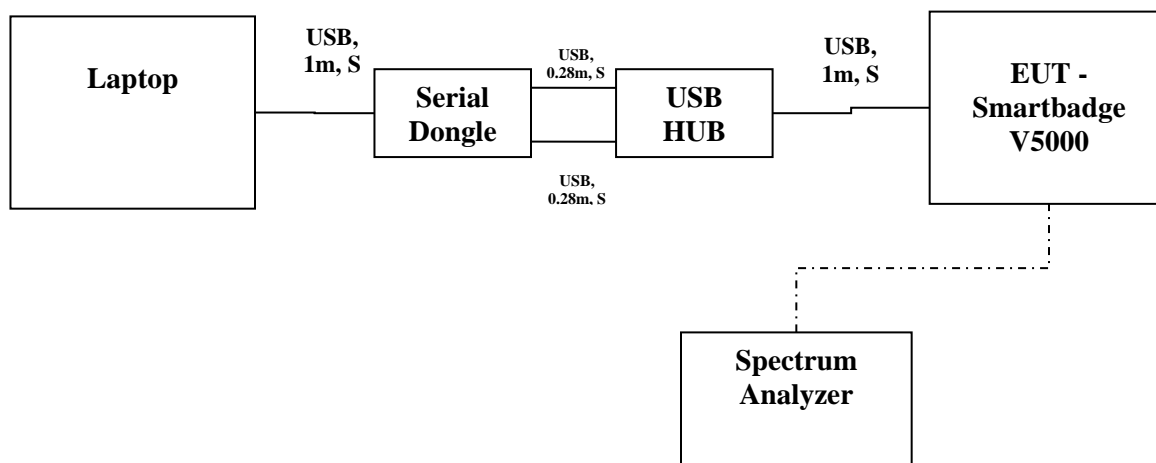 Laptop
USB,
1m, S
Serial
Dongle
USB,
0.28m, S
USB,
0.28m, S
USB
HUB
USB,
1m, S
EUT -
Smartbadge
V5000
Spectrum
Analyzer